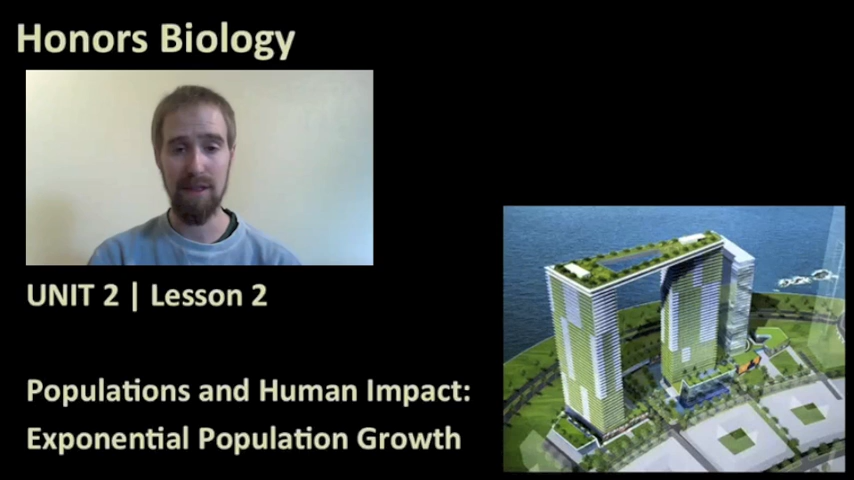 Honors Biology
UNIT 2 | Lesson 2
Populations and Human Impact:
Exponential Population Growth